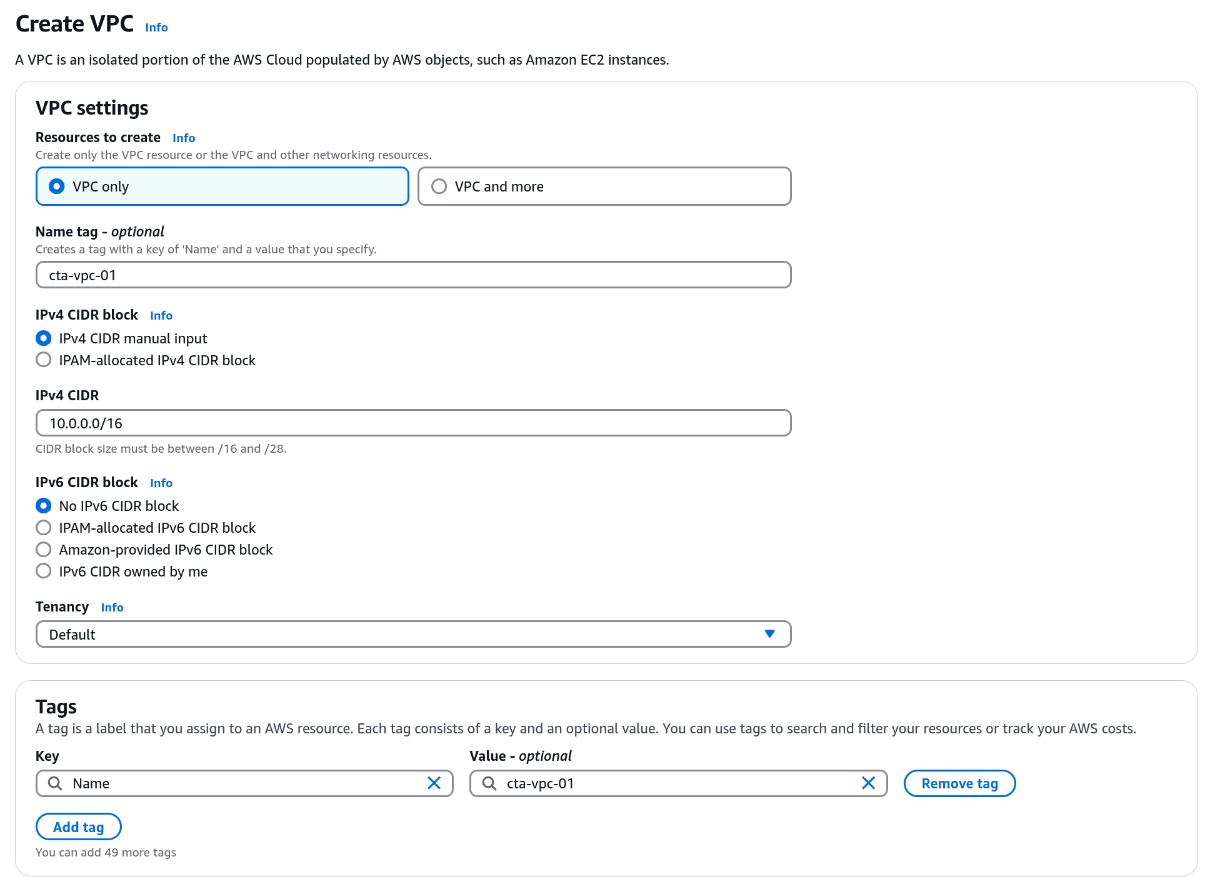 Create VPC Info
A VPC is an isolated portion of the AWS Cloud populated by AWS objects, such as Amazon EC2 instances.
VPC settings
Resources to create Info
Create only the VPC resource or the VPC and other networking resources.
VPC only VPC and more
Name tag - optional
Creates a tag with a key of 'Name' and a value that you specify.
cta-vpc-01
IPv4 CIDR block Info
IPv4 CIDR manual input
IPAM-allocated IPv4 CIDR block
IPv4 CIDR
10.0.0.0/16
CIDR block size must be between /16 and /28.
IPv6 CIDR block Info
No IPv6 CIDR block
IPAM-allocated IPv6 CIDR block
Amazon-provided IPv6 CIDR block
IPv6 CIDR owned by me
Tenancy Info
Default
Tags
A tag is a label that you assign to an AWS resource. Each tag consists of a key and an optional value. You can use tags to search and filter your resources or track your AWS costs.
Key Value - optional
Name cta-vpc-01 Remove tag
Add tag
You can add 49 more tags